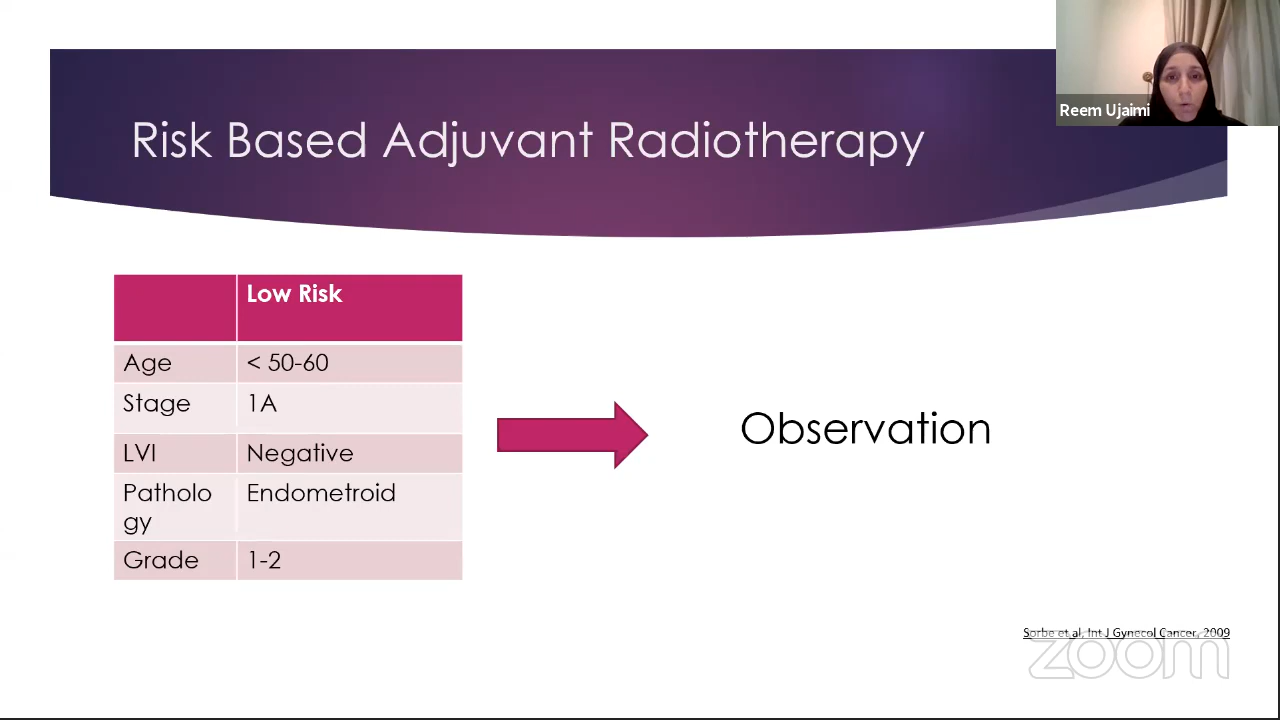 Reem Ujaimi
Risk Based Adjuvant Radiotherapy
Low Risk
Age < 50-60
Stage 1A
LVI Negative
Patholo Endometroid
gy
Grade 1-2
Observation
Sorbe et al, Int J Gynecol Cancer, 2009
zoom